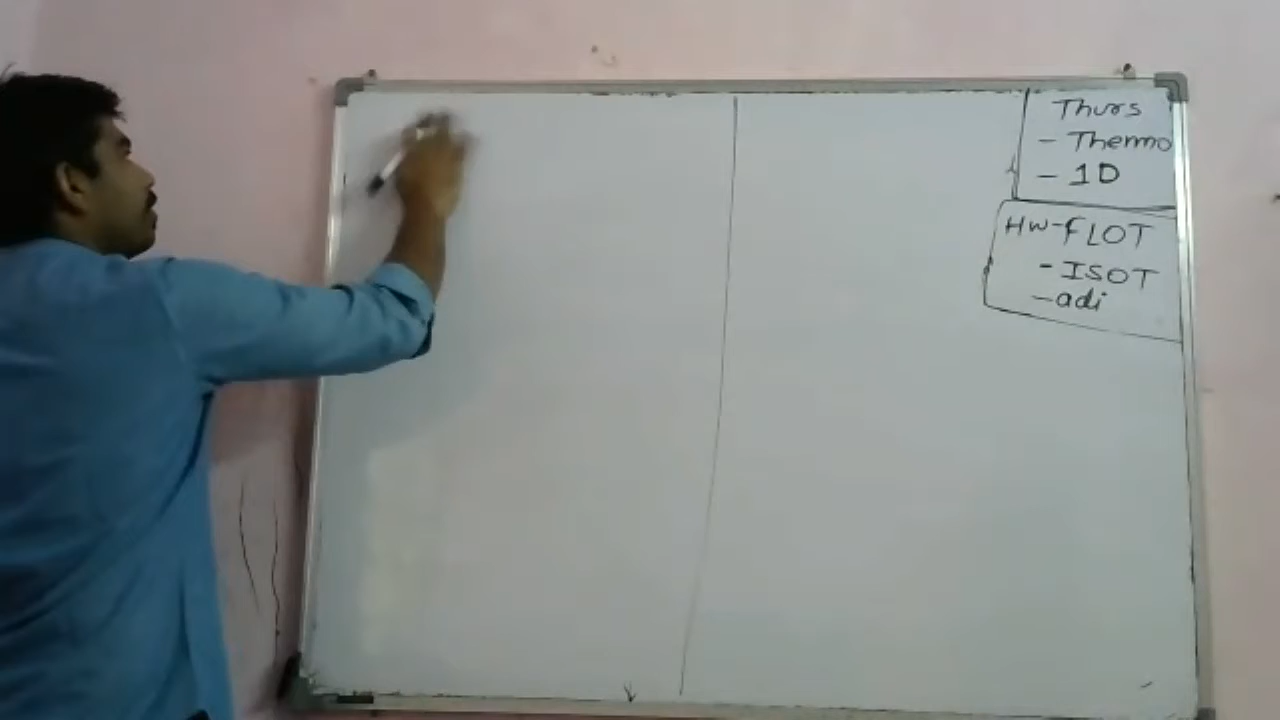 Thurs
- Thermo
- 1D
HW-FLOT
- ISOT
- adi